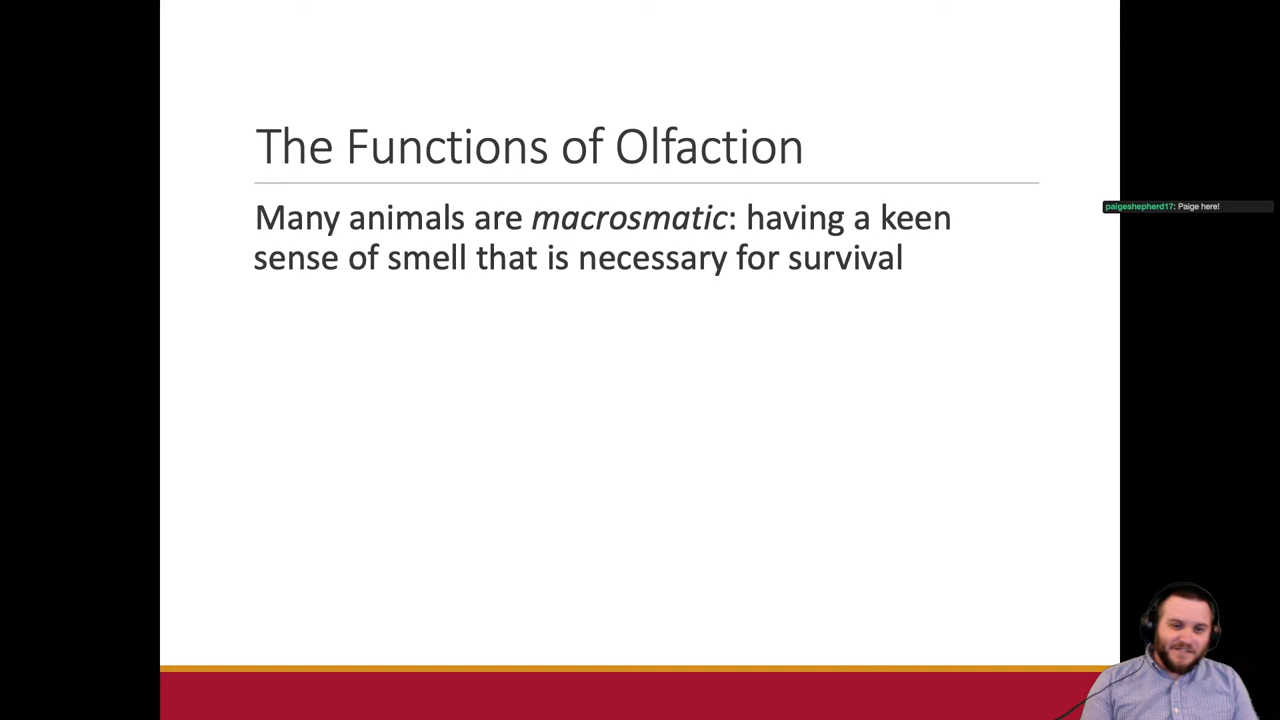 The Functions of Olfaction
Many animals are macrosmatic: having a keen
sense of smell that is necessary for survival
paigeshepherd17: Paige here!